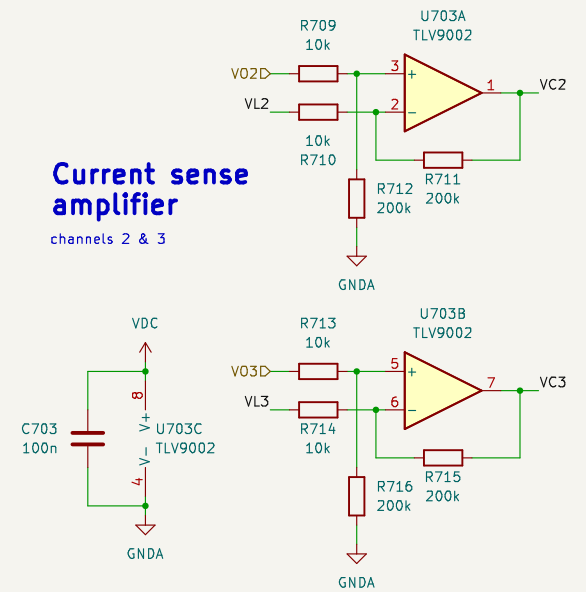 U703A
TLV9002
R709
10k
VO2
3
+
1
VC2
VL2
2
−
10k
R710
R711
200k
R712
200k
GNDA
Current sense
amplifier
channels 2 & 3
VDC
8
V+
C703
100n
U703C
TLV9002
V−
4
GNDA
U703B
TLV9002
R713
10k
VO3
5
+
7
VC3
VL3
6
−
R714
10k
R715
200k
R716
200k
GNDA